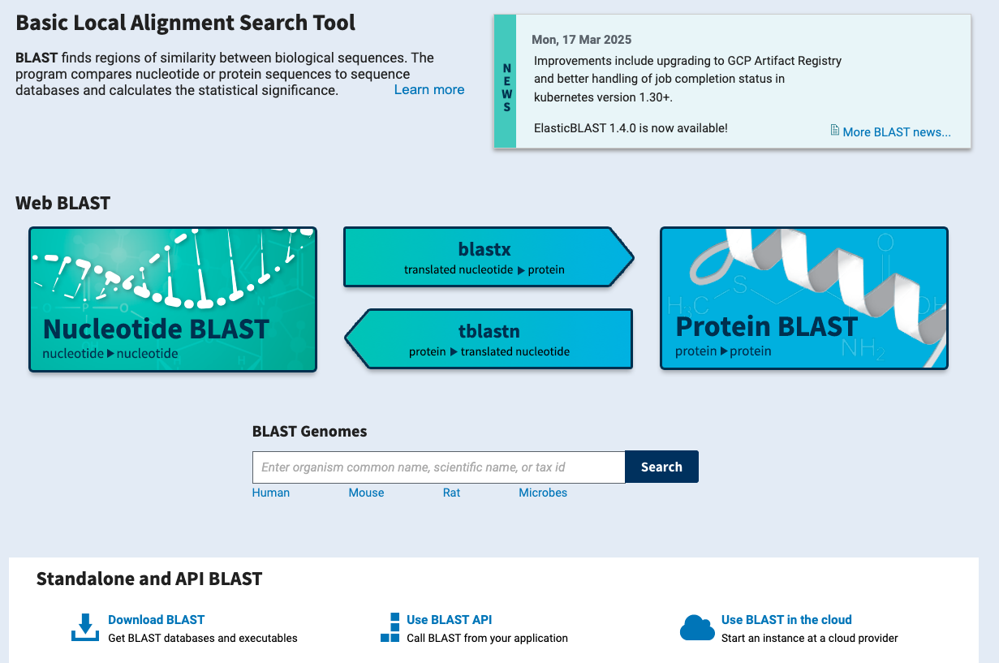 Basic Local Alignment Search Tool
BLAST finds regions of similarity between biological sequences. The
program compares nucleotide or protein sequences to sequence
databases and calculates the statistical significance. Learn more
NEWS
Mon, 17 Mar 2025
Improvements include upgrading to GCP Artifact Registry
and better handling of job completion status in
kubernetes version 1.30+.
ElasticBLAST 1.4.0 is now available!
More BLAST news...
Web BLAST
O P O
N
H
Nucleotide BLAST
nucleotide ▶ nucleotide
blastx
translated nucleotide ▶ protein
tblastn
protein ▶ translated nucleotide
O
S
H₃C
OH
NH₂
Protein BLAST
protein ▶ protein
BLAST Genomes
Enter organism common name, scientific name, or tax id
Search
Human Mouse Rat Microbes
Standalone and API BLAST
Download BLAST
Get BLAST databases and executables
Use BLAST API
Call BLAST from your application
Use BLAST in the cloud
Start an instance at a cloud provider